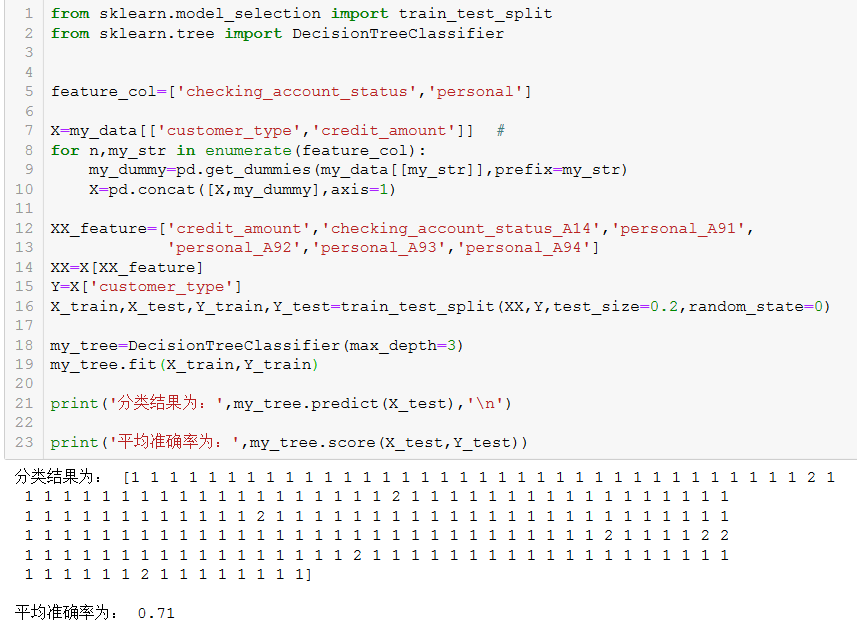 1 from sklearn.model_selection import train_test_split
2 from sklearn.tree import DecisionTreeClassifier
3
4
5 feature_col=['checking_account_status','personal']
6
7 X=my_data[['customer_type','credit_amount']]  #
8 for n,my_str in enumerate(feature_col):
9     my_dummy=pd.get_dummies(my_data[[my_str]],prefix=my_str)
10     X=pd.concat([X,my_dummy],axis=1)
11
12 XX_feature=['credit_amount','checking_account_status_A14','personal_A91',
13             'personal_A92','personal_A93','personal_A94']
14 XX=X[XX_feature]
15 Y=X['customer_type']
16 X_train,X_test,Y_train,Y_test=train_test_split(XX,Y,test_size=0.2,random_state=0)
17
18 my_tree=DecisionTreeClassifier(max_depth=3)
19 my_tree.fit(X_train,Y_train)
20
21 print('分类结果为：',my_tree.predict(X_test),'\n')
22
23 print('平均准确率为：',my_tree.score(X_test,Y_test))
分类结果为： [1 1 1 1 1 1 1 1 1 1 1 1 1 1 1 1 1 1 1 1 1 1 1 1 1 1 1 1 1 1 1 1 1 1 1 2 1
1 1 1 1 1 1 1 1 1 1 1 1 1 1 1 1 1 1 1 2 1 1 1 1 1 1 1 1 1 1 1 1 1 1 1 1 1
1 1 1 1 1 1 1 1 1 1 1 1 2 1 1 1 1 1 1 1 1 1 1 1 1 1 1 1 1 1 1 1 1 1 1 1 1
1 1 1 1 1 1 1 1 1 1 1 1 1 1 1 1 1 1 1 1 1 1 1 1 1 1 1 1 1 1 2 1 1 1 1 2 2
1 1 1 1 1 1 1 1 1 1 1 1 1 1 1 1 1 2 1 1 1 1 1 1 1 1 1 1 1 1 1 1 1 1 1 1 1
1 1 1 1 1 1 2 1 1 1 1 1 1 1 1]
平均准确率为： 0.71